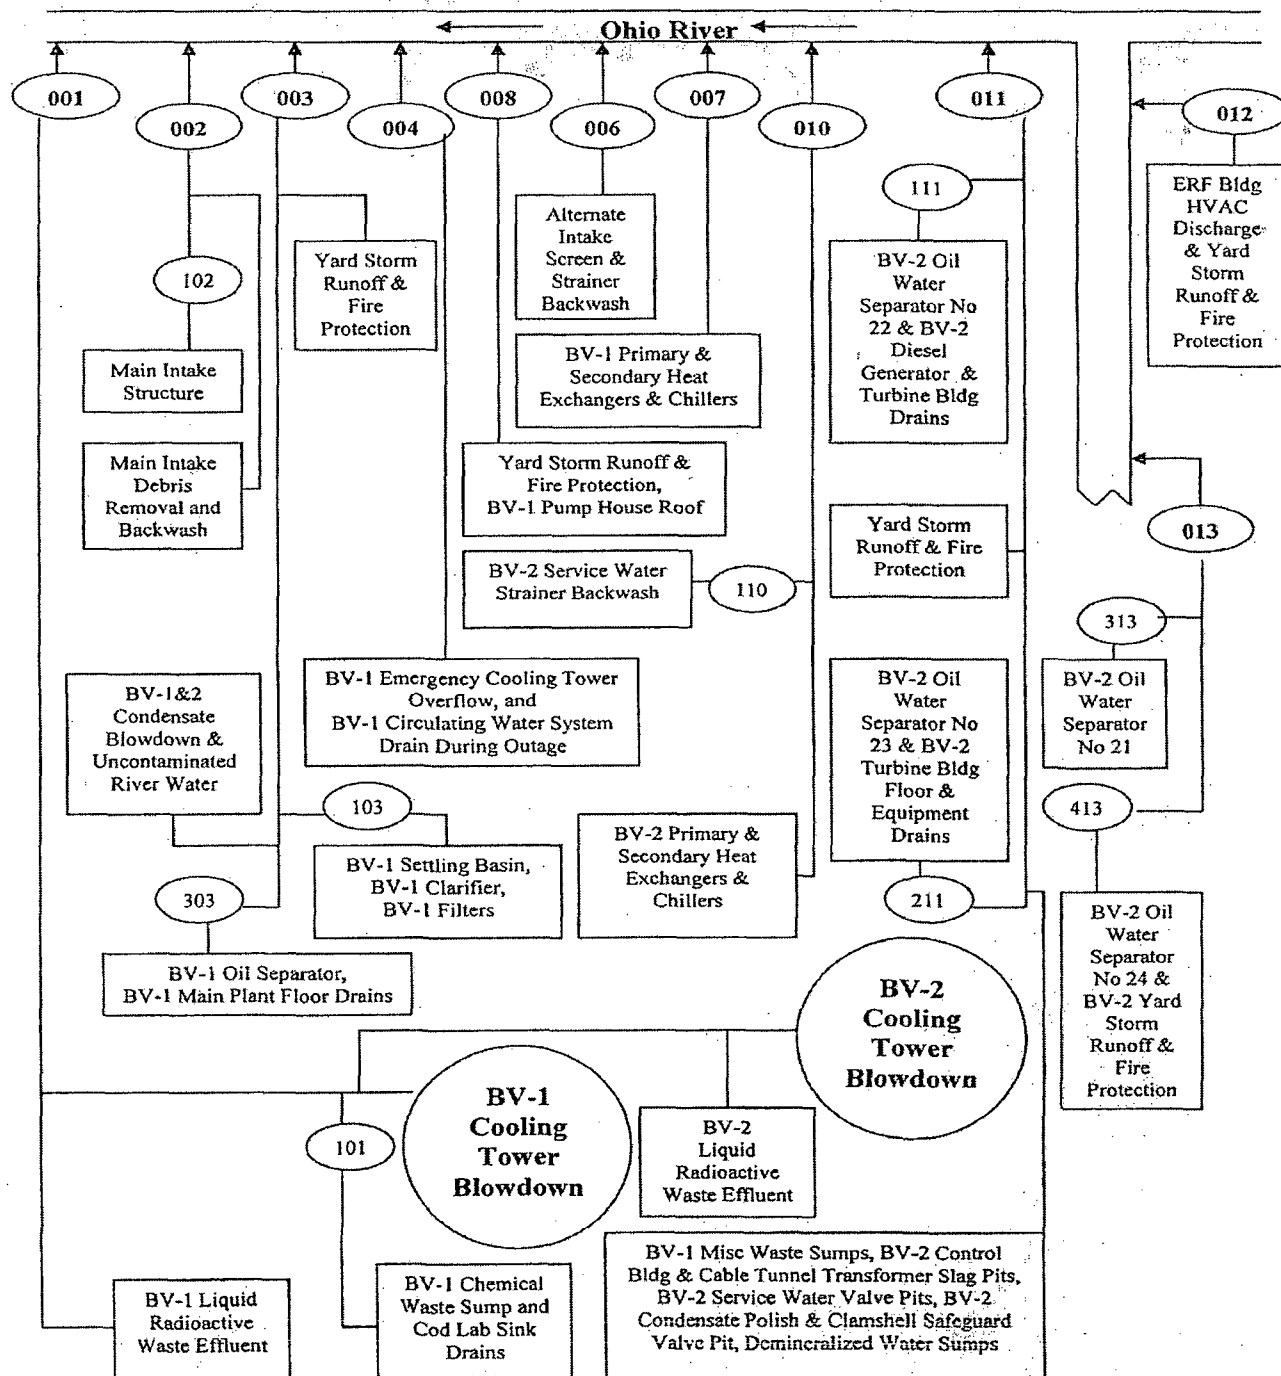 Ohio River
001
002
003
004
008
006
007
010
011
012
111
102
Yard Storm
Runoff &
Fire
Protection
Alternate
Intake
Screen &
Strainer
Backwash
BV-2 Oil
Water
Separator No
22 & BV-2
Diesel
Generator &
Turbine Bldg
Drains
ERF Bldg
HVAC
Discharge
& Yard
Storm
Runoff &
Fire
Protection
Main Intake
Structure
BV-1 Primary &
Secondary Heat
Exchangers & Chillers
Main Intake
Debris
Removal and
Backwash
Yard Storm Runoff &
Fire Protection,
BV-1 Pump House Roof
Yard Storm
Runoff & Fire
Protection
013
BV-2 Service Water
Strainer Backwash
110
313
BV-1&2
Condensate
Blowdown &
Uncontaminated
River Water
BV-1 Emergency Cooling Tower
Overflow, and
BV-1 Circulating Water System
Drain During Outage
BV-2 Oil
Water
Separator No
23 & BV-2
Turbine Bldg
Floor &
Equipment
Drains
BV-2 Oil
Water
Separator
No 21
103
413
BV-1 Settling Basin,
BV-1 Clarifier,
BV-1 Filters
BV-2 Primary &
Secondary Heat
Exchangers &
Chillers
303
211
BV-2 Oil
Water
Separator
No 24 &
BV-2 Yard
Storm
Runoff &
Fire
Protection
BV-1 Oil Separator,
BV-1 Main Plant Floor Drains
BV-2
Cooling
Tower
Blowdown
BV-1
Cooling
Tower
Blowdown
101
BV-2
Liquid
Radioactive
Waste Effluent
BV-1 Liquid
Radioactive
Waste Effluent
BV-1 Chemical
Waste Sump and
Cod Lab Sink
Drains
BV-1 Misc Waste Sumps, BV-2 Control
Bldg & Cable Tunnel Transformer Slag Pits,
BV-2 Service Water Valve Pits, BV-2
Condensate Polish & Clamshell Safeguard
Valve Pit, Demineralized Water Sumps